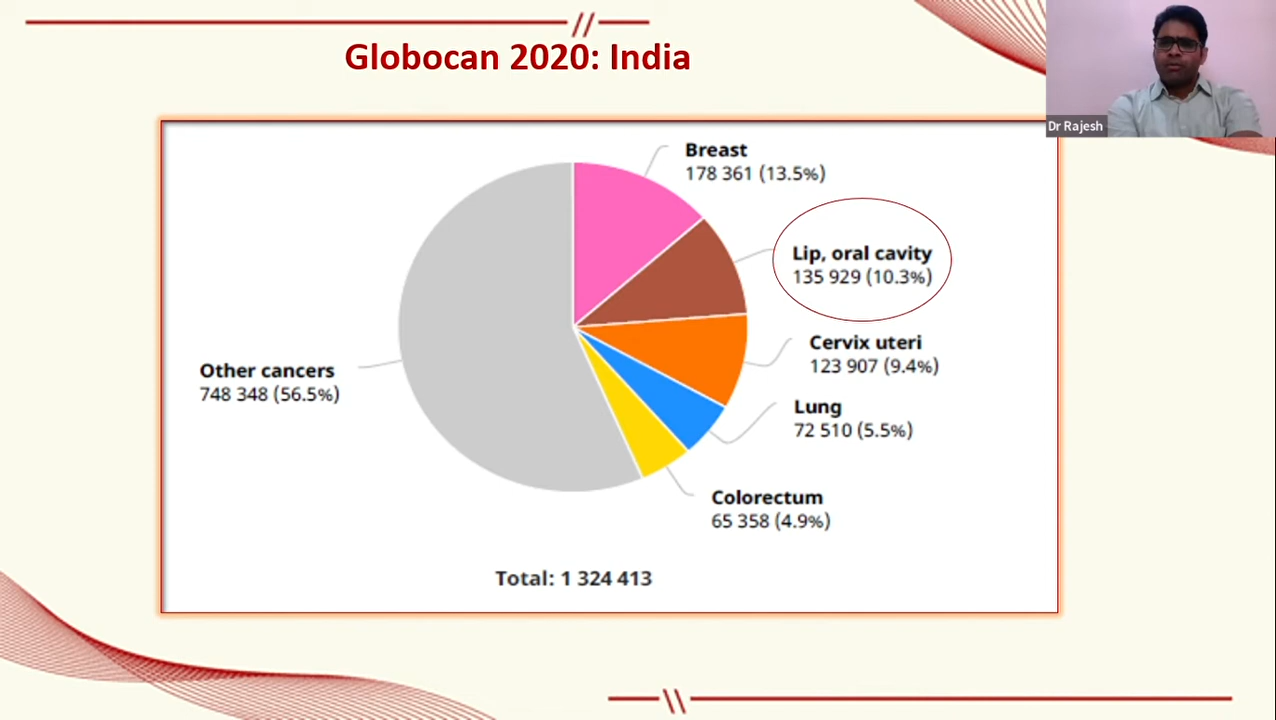 Globocan 2020: India
Dr Rajesh
Breast
178 361 (13.5%)
Lip, oral cavity
135 929 (10.3%)
Cervix uteri
123 907 (9.4%)
Lung
72 510 (5.5%)
Colorectum
65 358 (4.9%)
Other cancers
748 348 (56.5%)
Total: 1 324 413